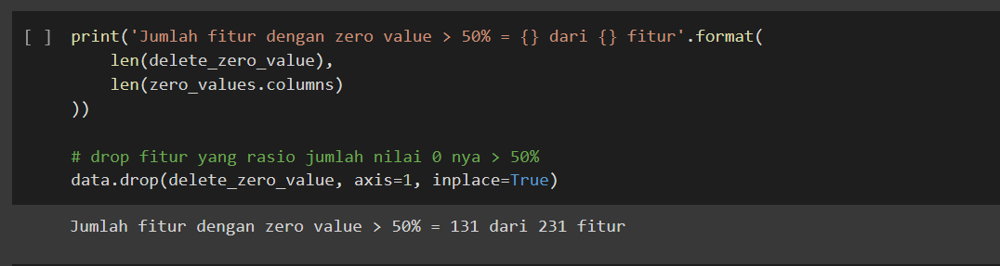 [ ] print('Jumlah fitur dengan zero value > 50% = {} dari {} fitur'.format(
    len(delete_zero_value),
    len(zero_values.columns)
))
# drop fitur yang rasio jumlah nilai 0 nya > 50%
data.drop(delete_zero_value, axis=1, inplace=True)
Jumlah fitur dengan zero value > 50% = 131 dari 231 fitur